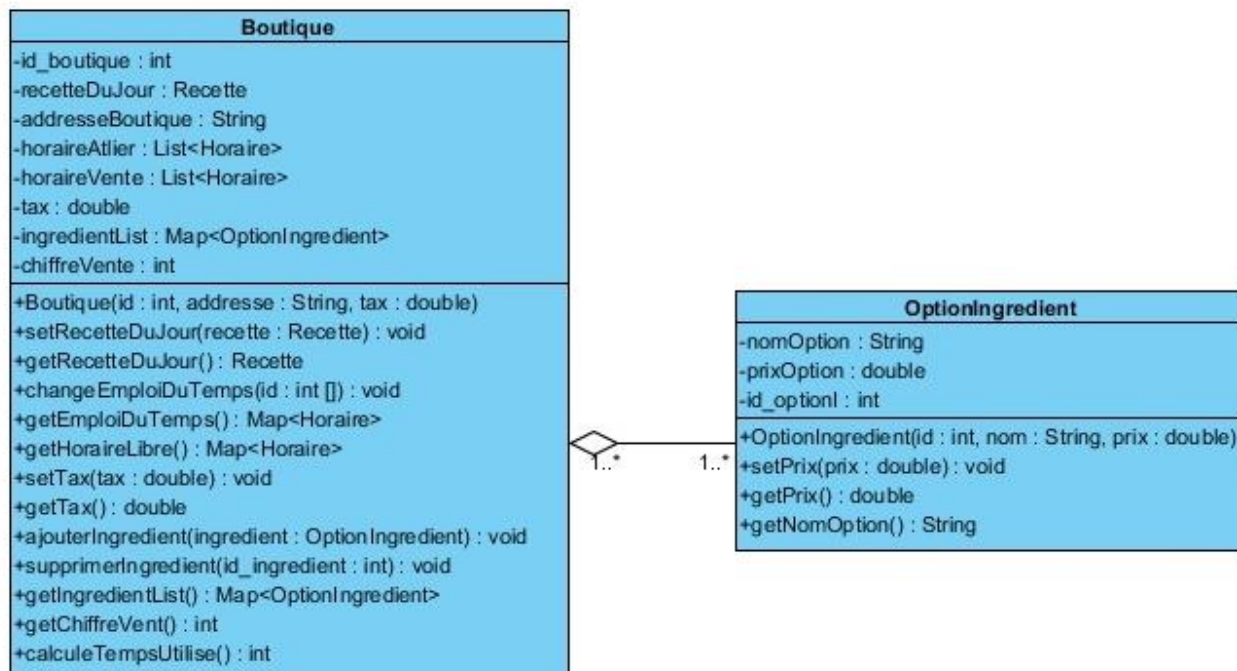 Boutique
-id_boutique : int
-recetteDuJour : Recette
-addresseBoutique : String
-horaireAtlier : List<Horaire>
-horaireVente : List<Horaire>
-tax : double
-ingredientList : Map<OptionIngredient>
-chiffreVente : int
+Boutique(id : int, addresse : String, tax : double)
+setRecetteDuJour(recette : Recette) : void
+getRecetteDuJour() : Recette
+changeEmploiDuTemps(id : int []) : void
+getEmploiDuTemps() : Map<Horaire>
+getHoraireLibre() : Map<Horaire>
+setTax(tax : double) : void
+getTax() : double
+ajouterIngredient(ingredient : OptionIngredient) : void
+supprimerIngredient(id_ingredient : int) : void
+getIngredientList() : Map<OptionIngredient>
+getChiffreVent() : int
+calculeTempsUtilise() : int
1..*
1..*
OptionIngredient
-nomOption : String
-prixOption : double
-id_optionI : int
+OptionIngredient(id : int, nom : String, prix : double)
+setPrix(prix : double) : void
+getPrix() : double
+getNomOption() : String